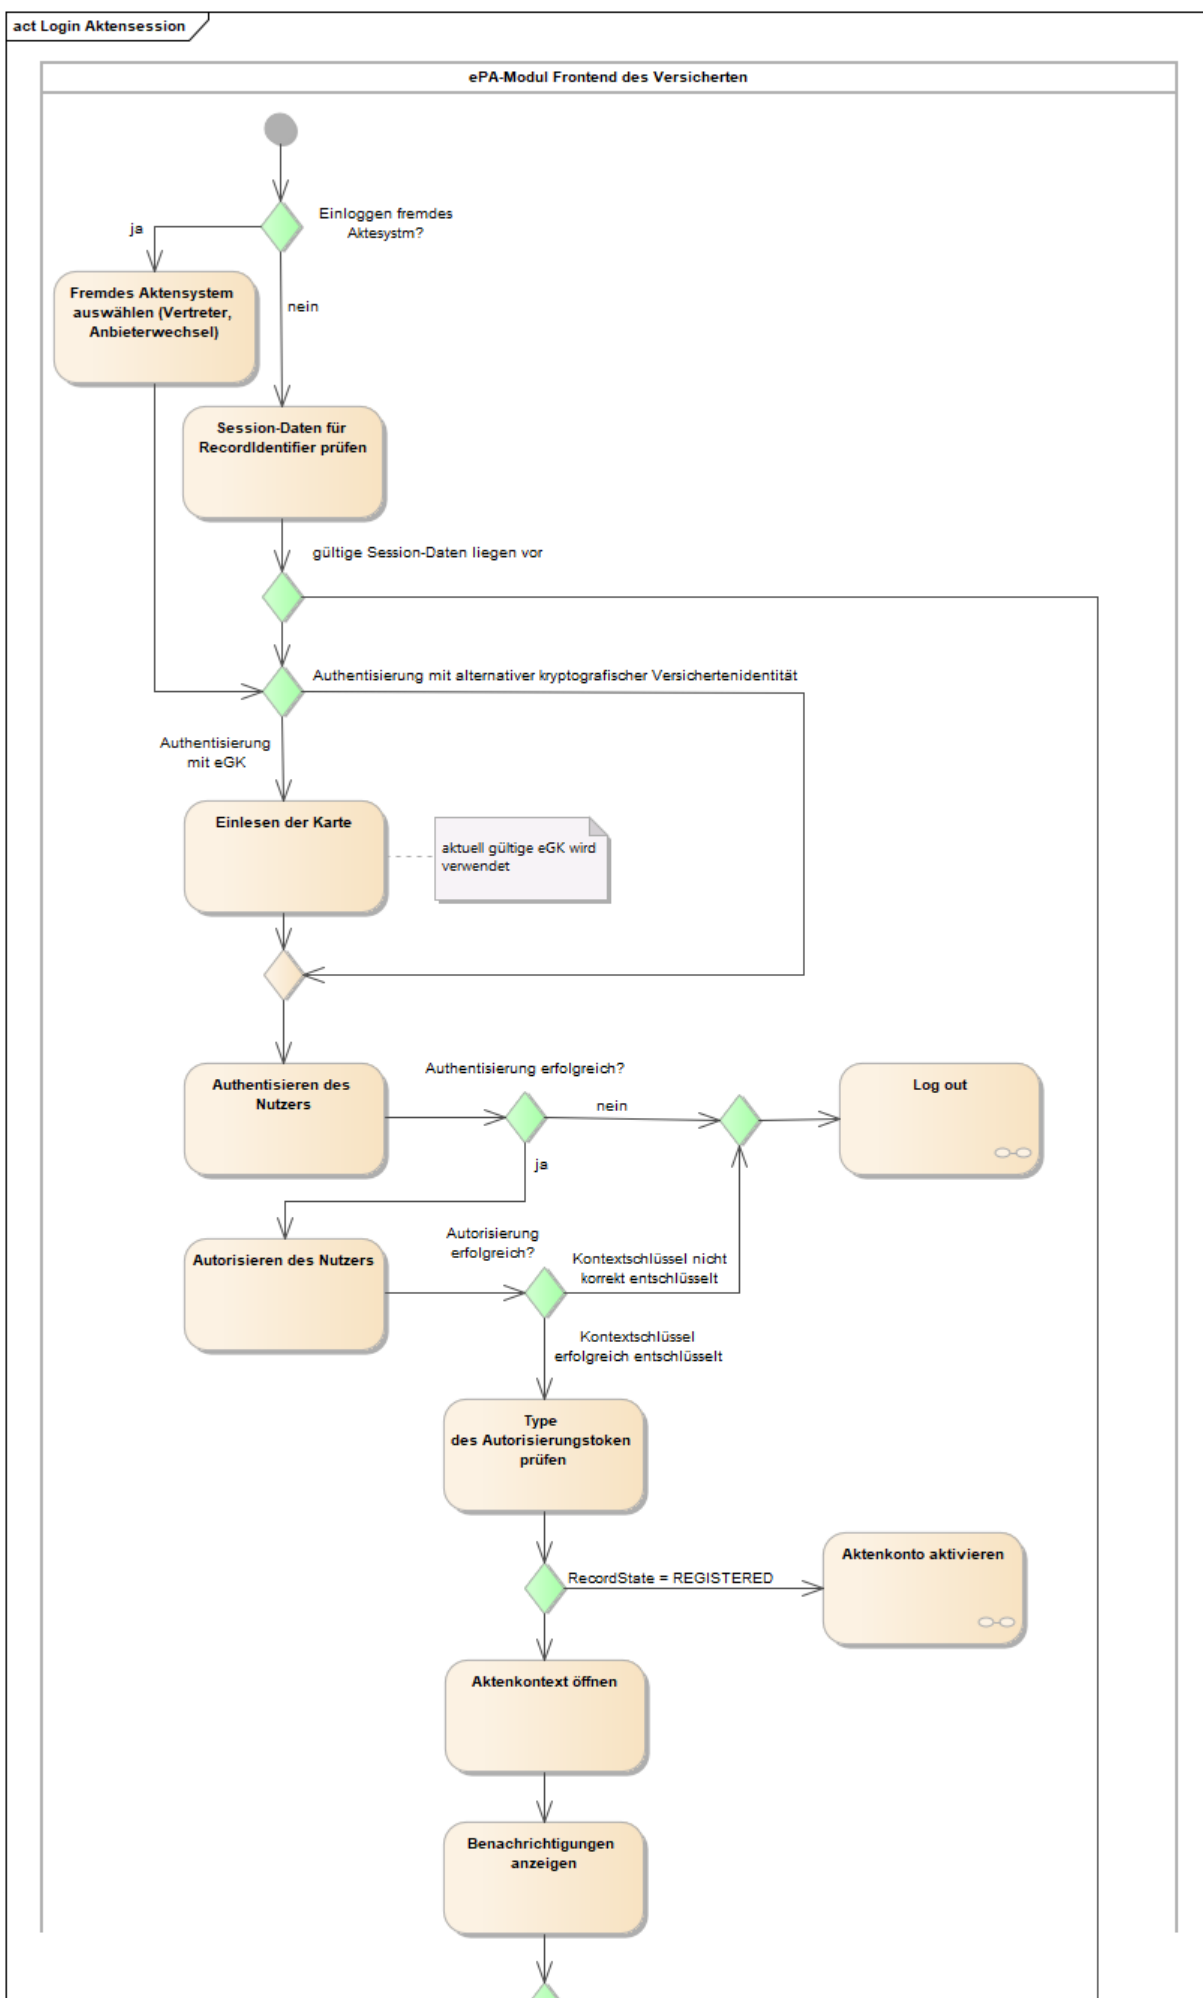 act Login Aktensession
ePA-Modul Frontend des Versicherten
Einloggen fremdes
Aktesystm?
ja
Fremdes Aktensystem
auswählen (Vertreter,
Anbieterwechsel)
nein
Session-Daten für
RecordIdentifier prüfen
gültige Session-Daten liegen vor
Authentisierung mit alternativer kryptografischer Versichertenidentität
Authentisierung
mit eGK
Einlesen der Karte
aktuell gültige eGK wird
verwendet
Authentisieren des
Nutzers
Authentisierung erfolgreich?
nein
Log out
ja
Autorisieren des Nutzers
Autorisierung
erfolgreich?
Kontextschlüssel nicht
korrekt entschlüsselt
Kontextschlüssel
erfolgreich entschlüsselt
Type
des Autorisierungstoken
prüfen
RecordState = REGISTERED
Aktenkonto aktivieren
Aktenkontext öffnen
Benachrichtigungen
anzeigen